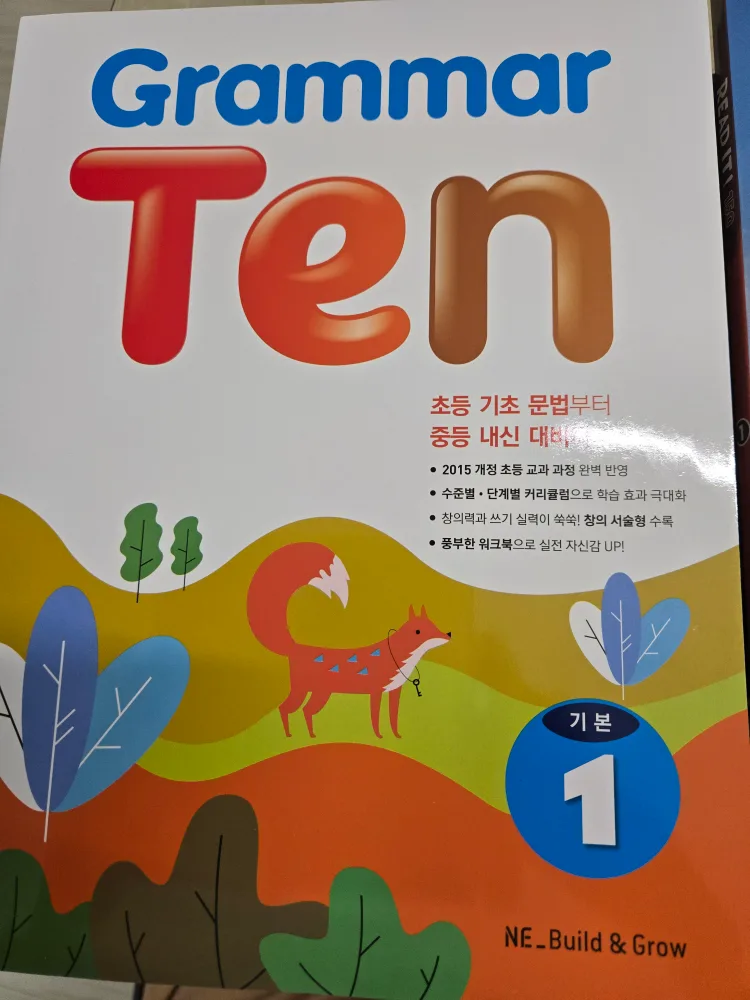 Grammar
Ten
초등 기초 문법부터
중등 내신 대비
• 2015 개정 초등 교과 과정 완벽 반영
• 수준별 • 단계별 커리큘럼으로 학습 효과 극대화
• 창의력과 쓰기 실력이 쑥쑥! 창의 서술형 수록
• 풍부한 워크북으로 실전 자신감 UP!
기본
1
NE_Build & Grow
READ IT!
1